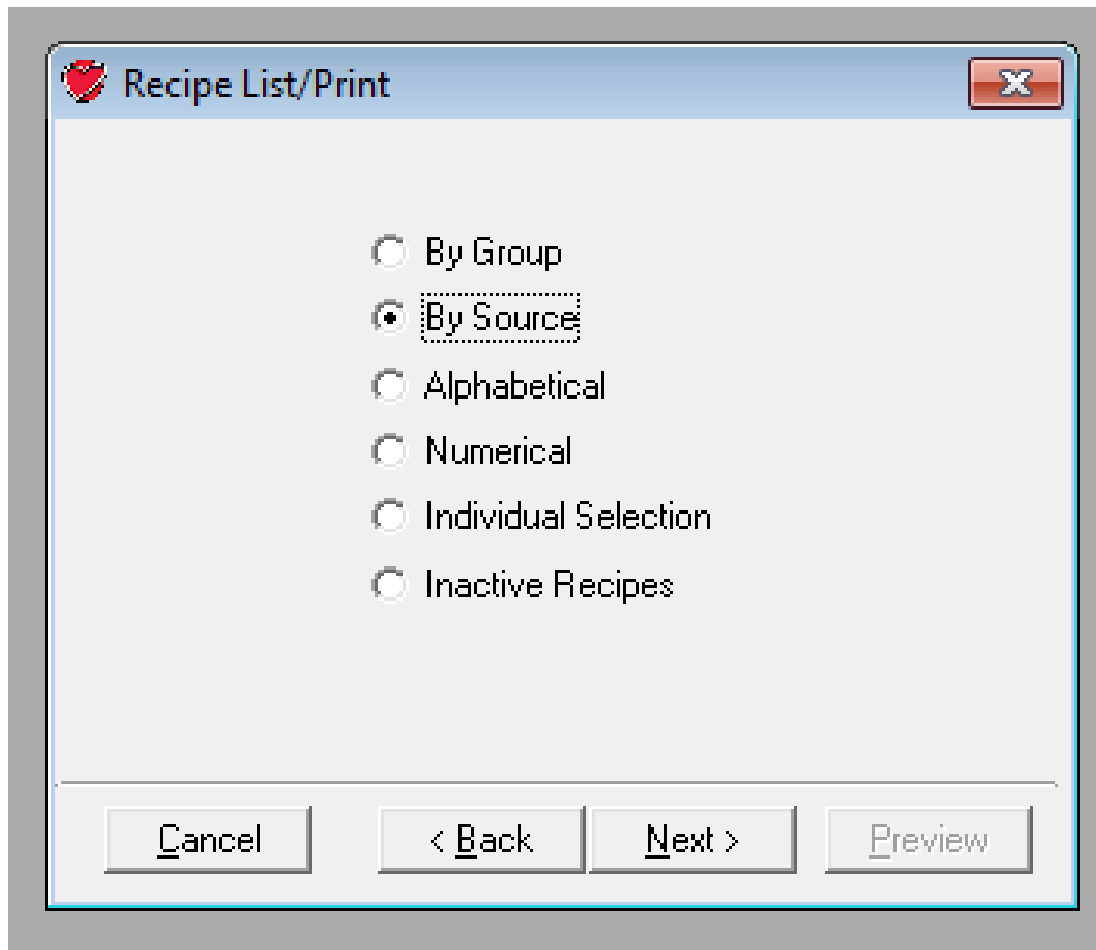 Recipe List/Print
By Group
By Source
Alphabetical
Numerical
Individual Selection
Inactive Recipes
Cancel < Back Next > Preview